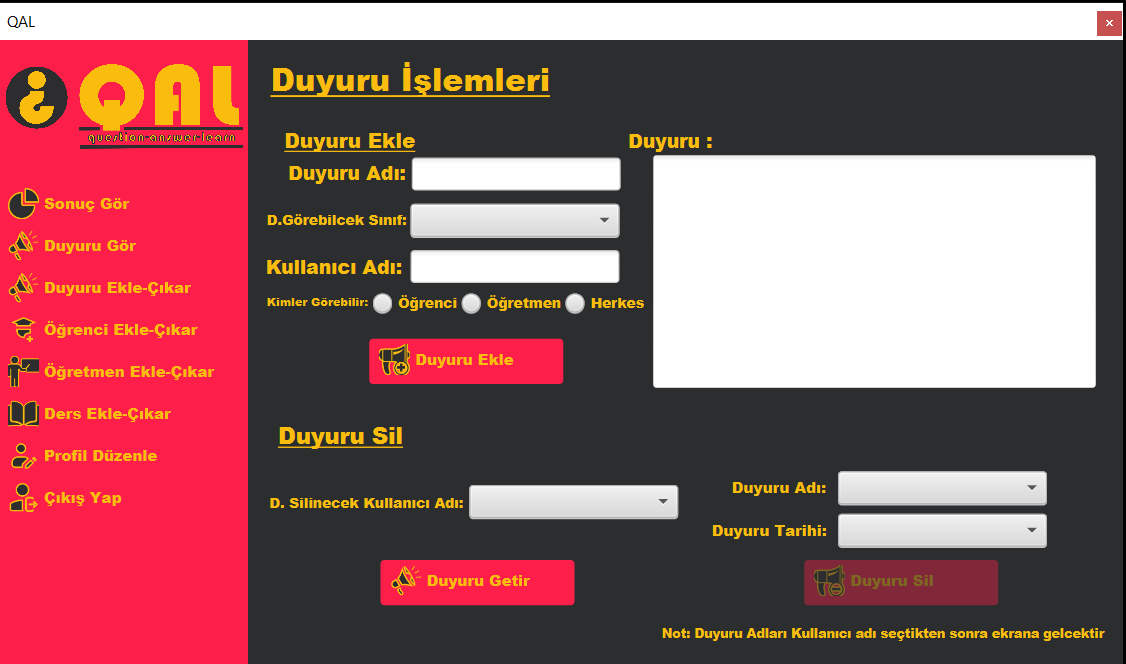 QAL
QAL
question-answer-learn
Sonuç Gör
Duyuru Gör
Duyuru Ekle-Çıkar
Öğrenci Ekle-Çıkar
Öğretmen Ekle-Çıkar
Ders Ekle-Çıkar
Profil Düzenle
Çıkış Yap
Duyuru İşlemleri
Duyuru Ekle
Duyuru Adı:
D.Görebilcek Sınıf:
Kullanıcı Adı:
Kimler Görebilir: Öğrenci Öğretmen Herkes
Duyuru Ekle
Duyuru :
Duyuru Sil
D. Silinecek Kullanıcı Adı:
Duyuru Getir
Duyuru Adı:
Duyuru Tarihi:
Duyuru Sil
Not: Duyuru Adları Kullanıcı adı seçtikten sonra ekrana gelcektir